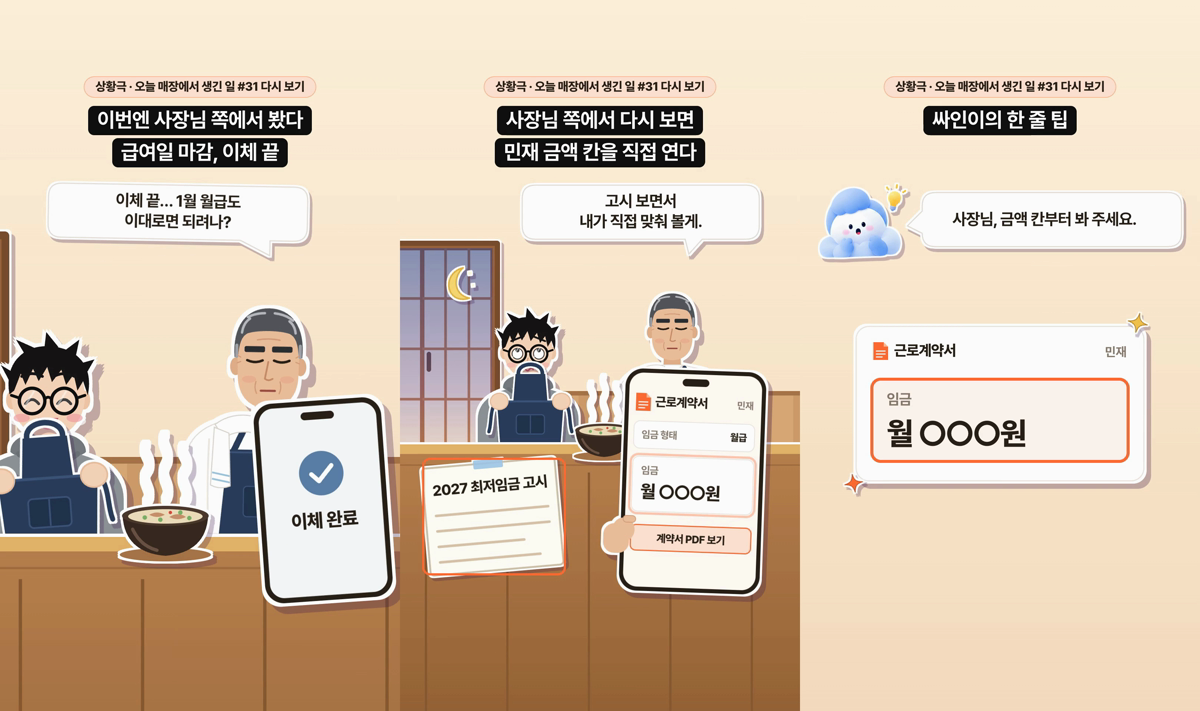 상황극 · 오늘 매장에서 생긴 일 #31 다시 보기
이번엔 사장님 쪽에서 봤다
급여일 마감, 이체 끝
이체 끝... 1월 월급도
이대로면 되려나?
이체 완료
상황극 · 오늘 매장에서 생긴 일 #31 다시 보기
사장님 쪽에서 다시 보면
민재 금액 칸을 직접 연다
고시 보면서
내가 직접 맞춰 볼게.
2027 최저임금 고시
근로계약서 민재
임금 형태 월급
임금
월 ○○○원
계약서 PDF 보기
상황극 · 오늘 매장에서 생긴 일 #31 다시 보기
싸인이의 한 줄 팁
사장님, 금액 칸부터 봐 주세요.
근로계약서 민재
임금
월 ○○○원